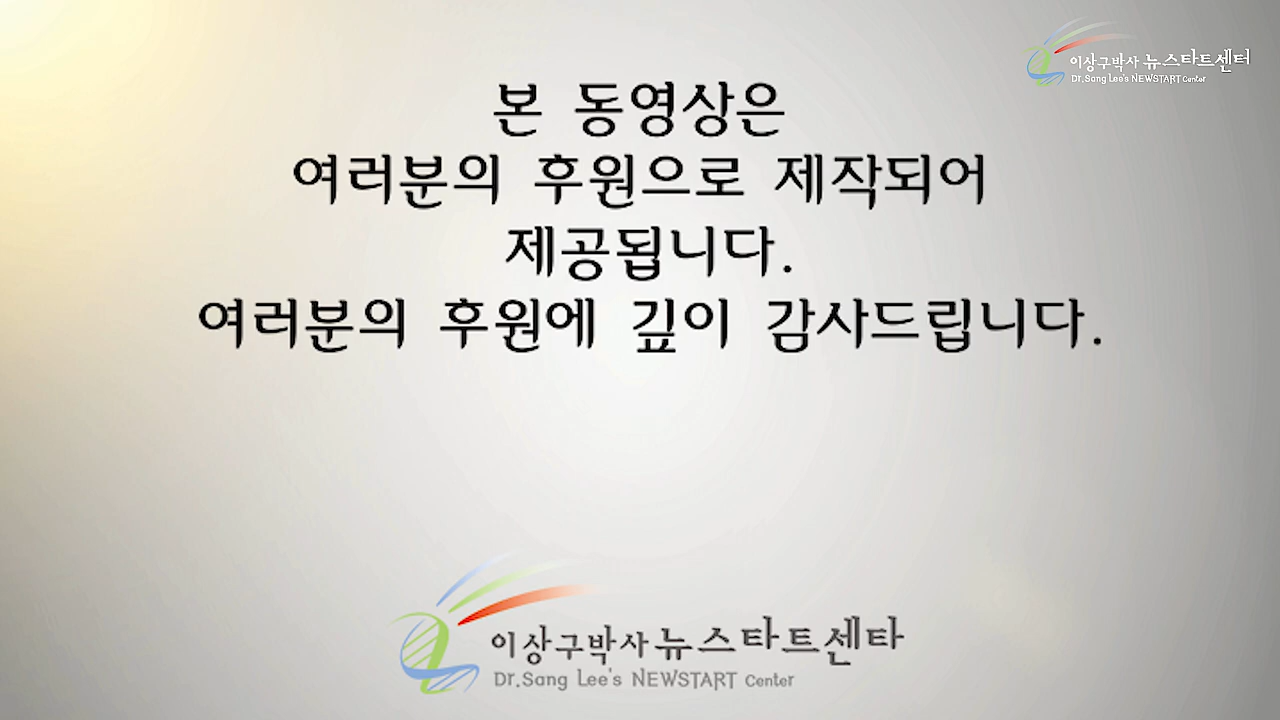 이상구박사 뉴스타트센터
Dr.Sang Lee's NEWSTART Center
본 동영상은
여러분의 후원으로 제작되어
제공됩니다.
여러분의 후원에 깊이 감사드립니다.
이상구박사 뉴스타트센타
Dr.Sang Lee's NEWSTART Center